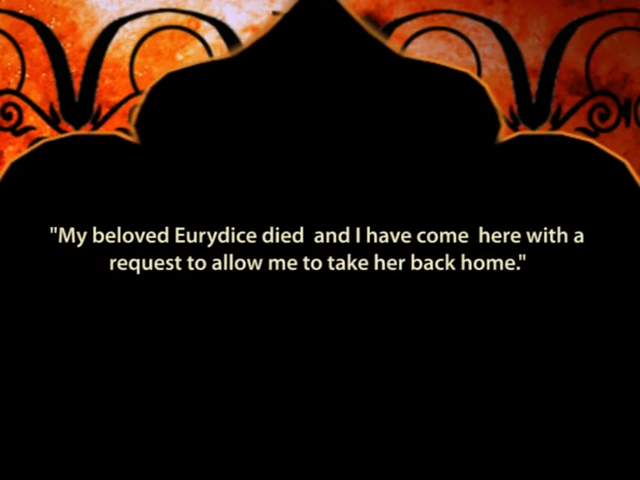 "My beloved Eurydice died  and I have come  here with a
request to allow me to take her back home."